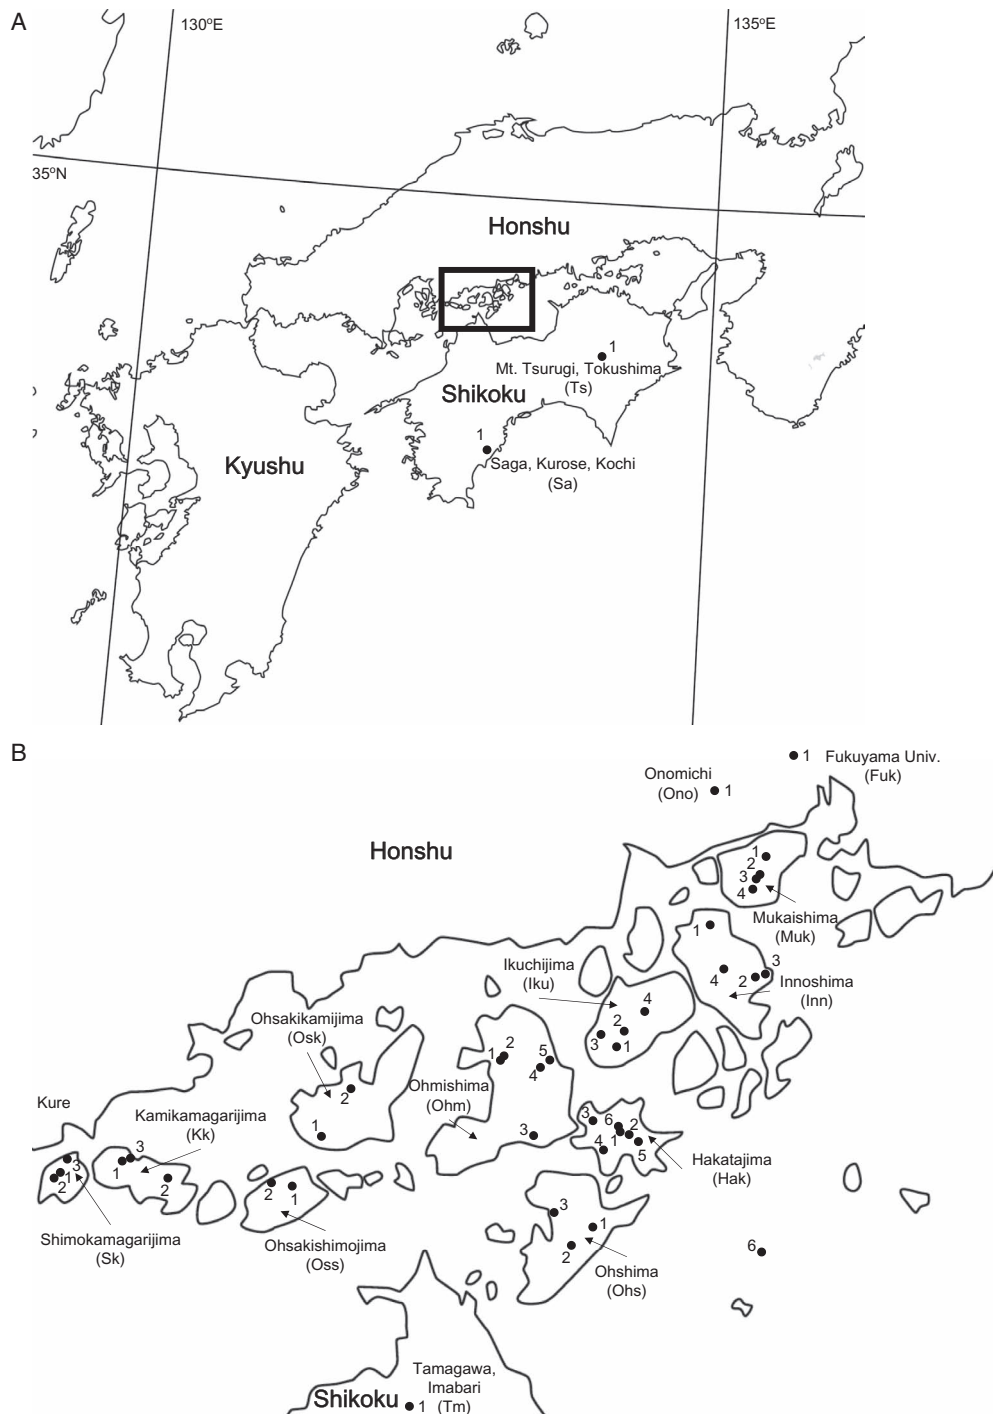 A
130°E
135°E
35°N
Honshu
1
Mt. Tsurugi, Tokushima
(Ts)
Shikoku
1
Saga, Kurose, Kochi
(Sa)
Kyushu
B
1 Fukuyama Univ.
(Fuk)
Onomichi
(Ono)
1
Honshu
1
2
3
4
Mukaishima
(Muk)
1
4
2
3
Innoshima
(Inn)
Ikuchijima
(Iku)
4
2
3
1
Ohsakikamijima
(Osk)
2
1
1
2
5
4
3
Ohmishima
(Ohm)
Kure
Kamikamagarijima
(Kk)
3
1
2
3
1
2
Shimokamagarijima
(Sk)
2
1
Ohsakishimojima
(Oss)
3
6
2
4
1
5
Hakatajima
(Hak)
3
1
2
Ohshima
(Ohs)
6
Tamagawa,
Imabari
(Tm)
Shikoku
1